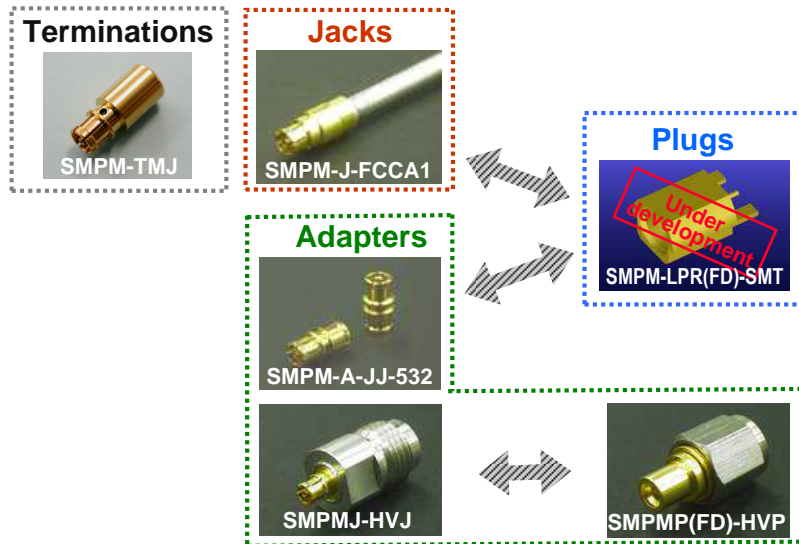 Terminations
SMPM-TMJ
Jacks
SMPM-J-FCCA1
Plugs
Under
development
SMPM-LPR(FD)-SMT
Adapters
SMPM-A-JJ-532
SMPMJ-HVJ
SMPMP(FD)-HVP